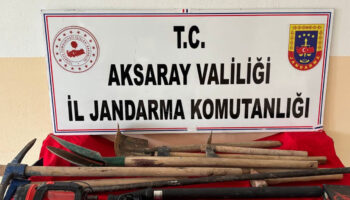 T.C.
AKSARAY VALİLİĞİ
İL JANDARMA KOMUTANLIĞI